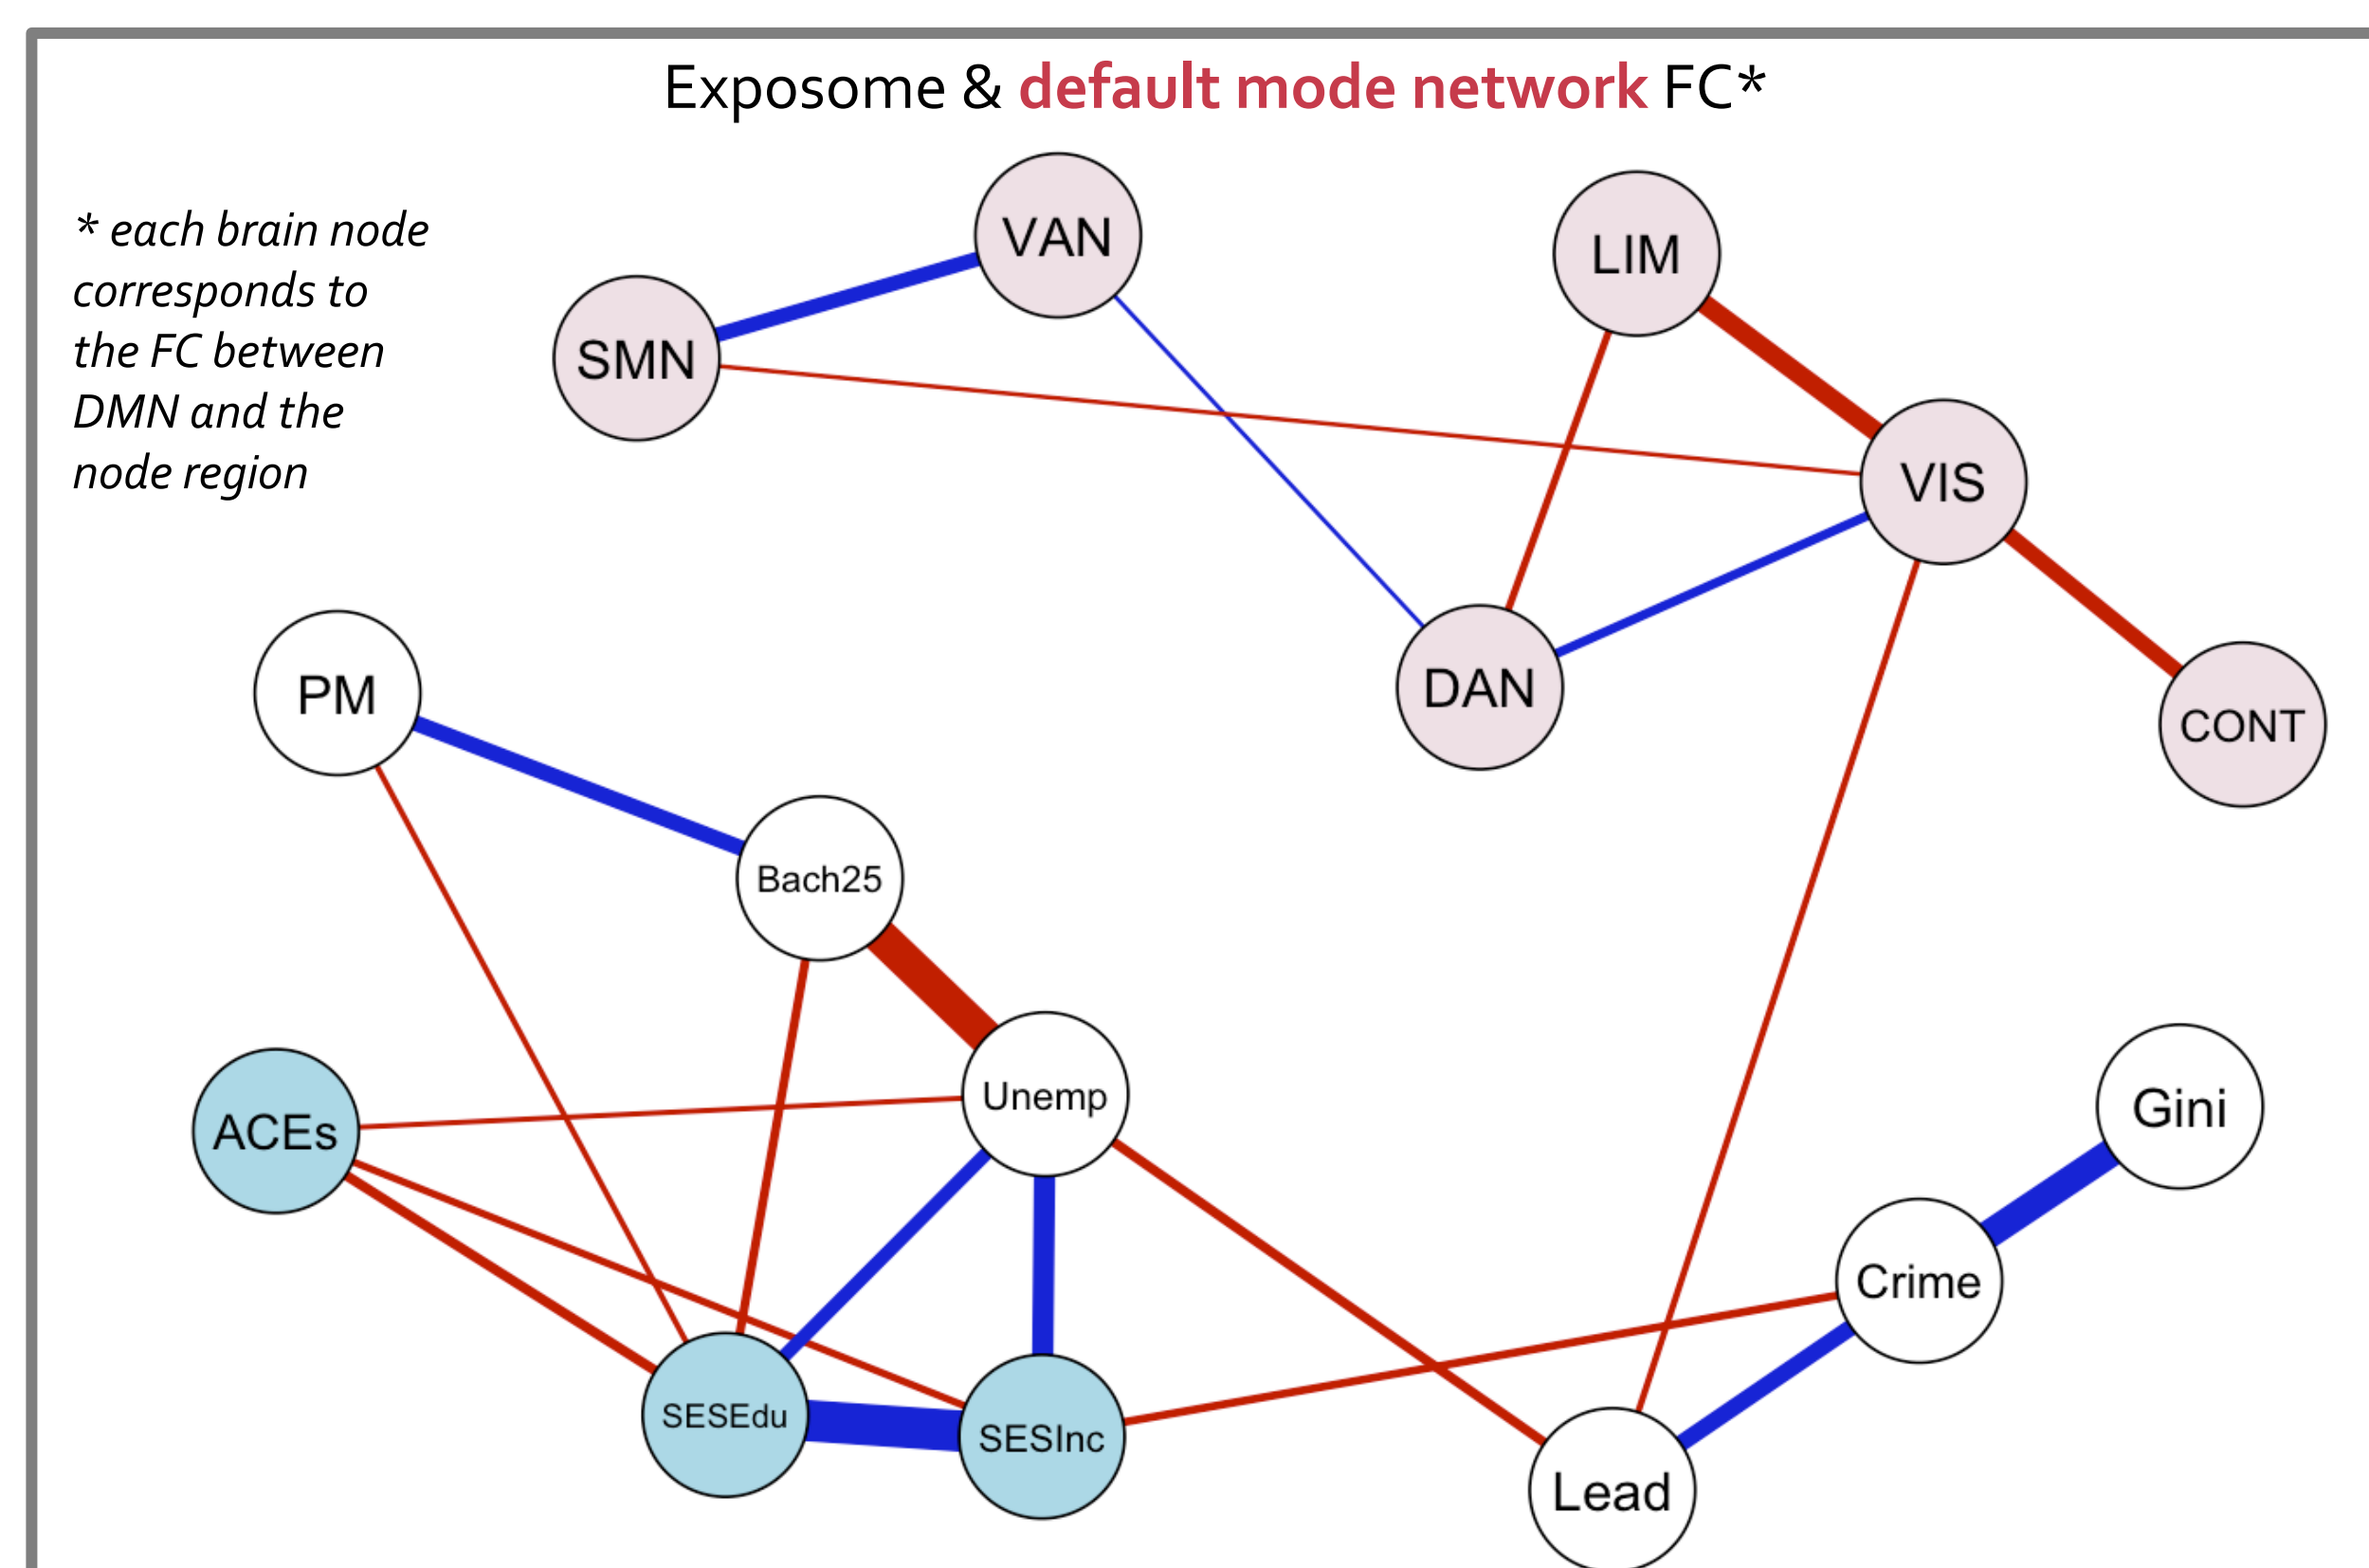 Exposome & default mode network FC*
* each brain node
corresponds to
the FC between
DMN and the
node region
VAN
LIM
SMN
VIS
DAN
CONT
PM
Bach25
Unemp
ACEs
Gini
Crime
SESEdu
SESInc
Lead